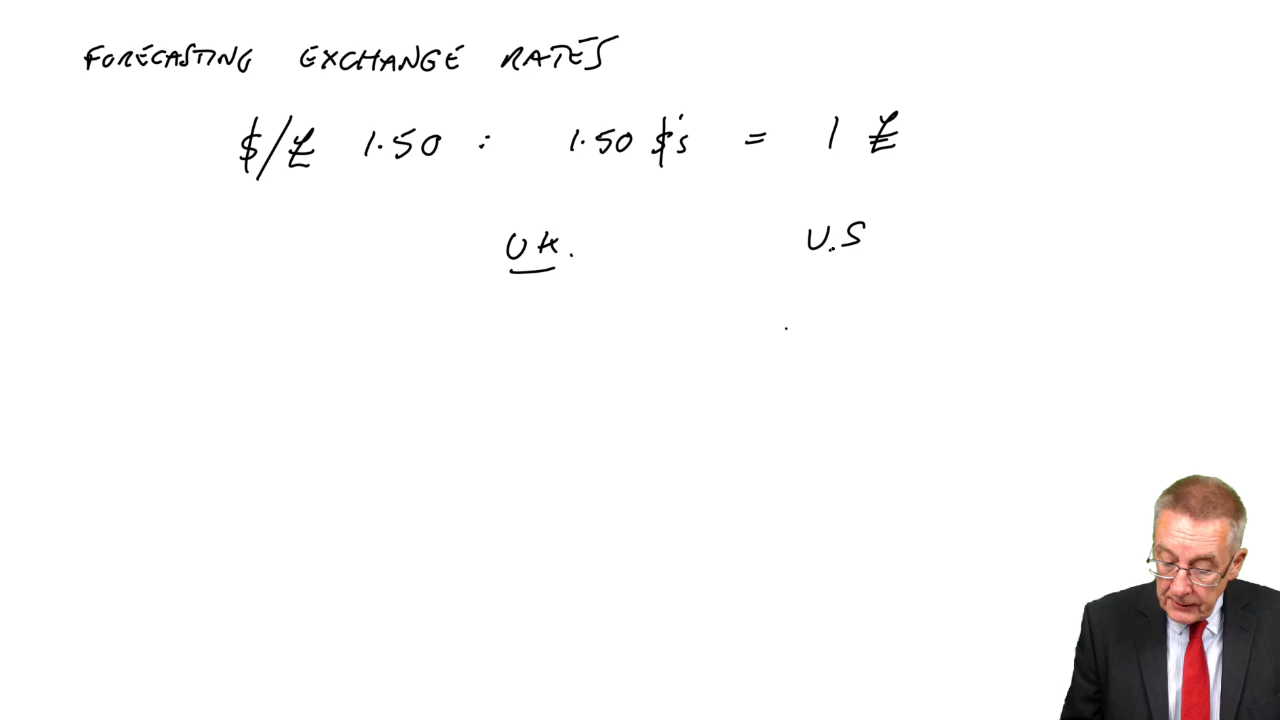 FORECASTING EXCHANGE RATES
$/£ 1.50 : 1.50 $'s = 1 £
UK. U.S